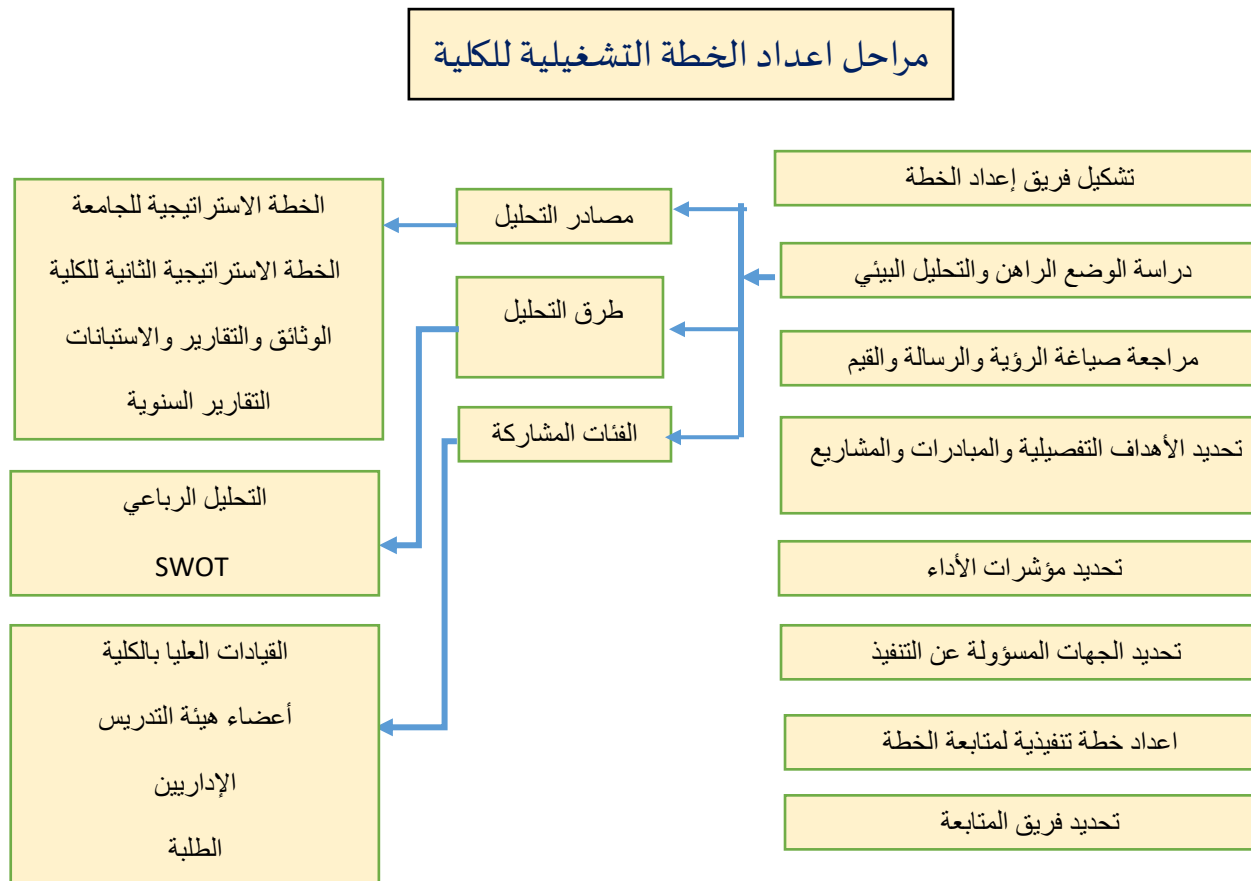 مراحل اعداد الخطة التشغيلية للكلية
تشكيل فريق إعداد الخطة
دراسة الوضع الراهن والتحليل البيئي
مراجعة صياغة الرؤية والرسالة والقيم
تحديد الأهداف التفصيلية والمبادرات والمشاريع
تحديد مؤشرات الأداء
تحديد الجهات المسؤولة عن التنفيذ
اعداد خطة تنفيذية لمتابعة الخطة
تحديد فريق المتابعة
مصادر التحليل
طرق التحليل
الفئات المشاركة
الخطة الاستراتيجية للجامعة
الخطة الاستراتيجية الثانية للكلية
الوثائق والتقارير والاستبانات
التقارير السنوية
التحليل الرباعي
SWOT
القيادات العليا بالكلية
أعضاء هيئة التدريس
الإداريين
الطلبة